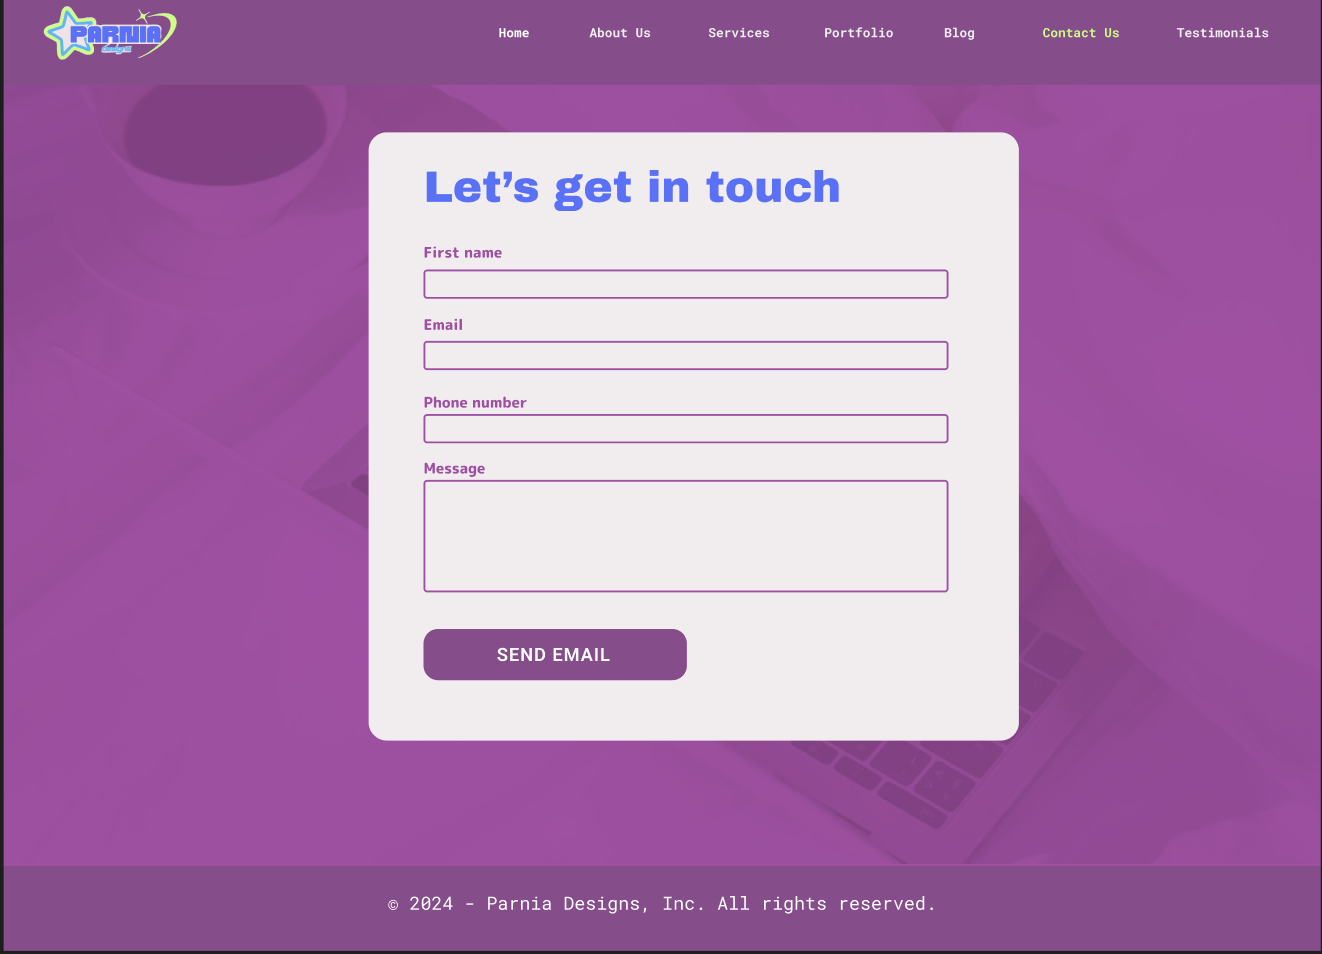 PARNIA
designs
Home About Us Services Portfolio Blog Contact Us Testimonials
Let's get in touch
First name
Email
Phone number
Message
SEND EMAIL
© 2024 - Parnia Designs, Inc. All rights reserved.